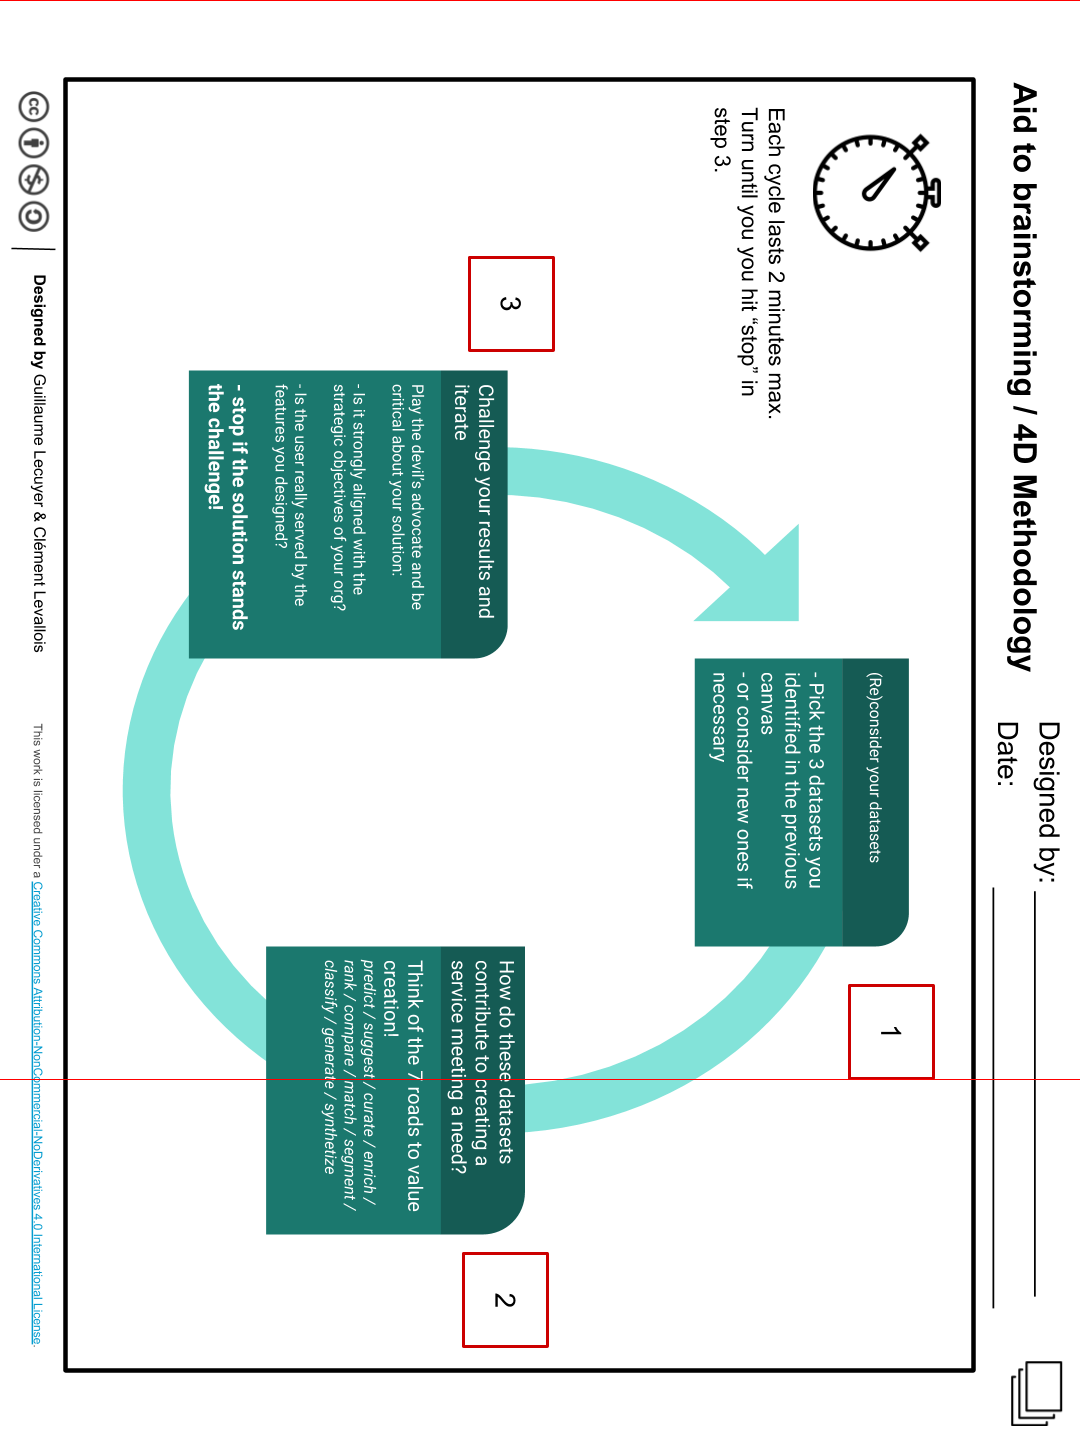 Aid to brainstorming / 4D Methodology
Designed by:
Date:
Each cycle lasts 2 minutes max.
Turn until you you hit “stop” in
step 3.
1
(Re)consider your datasets
- Pick the 3 datasets you
identified in the previous
canvas
- or consider new ones if
necessary
2
How do these datasets
contribute to creating a
service meeting a need?
Think of the 7 roads to value
creation!
predict / suggest / curate / enrich /
rank / compare / match / segment /
classify / generate / synthetize
3
Challenge your results and
iterate
Play the devil's advocate and be
critical about your solution:
- Is it strongly aligned with the
strategic objectives of your org?
- Is the user really served by the
features you designed?
- stop if the solution stands
the challenge!
cc
Designed by Guillaume Lecuyer & Clément Levallois
This work is licensed under a Creative Commons Attribution-NonCommercial-NoDerivatives 4.0 International License.